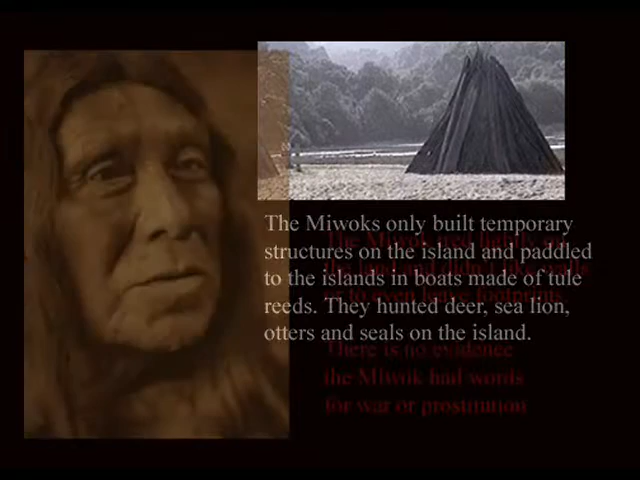 The Miwoks only built temporary
structures on the island and paddled
to the islands in boats made of tule
reeds. They hunted deer, sea lion,
otters and seals on the island.
There is no evidence
the Miwok had words
for war or prostitution